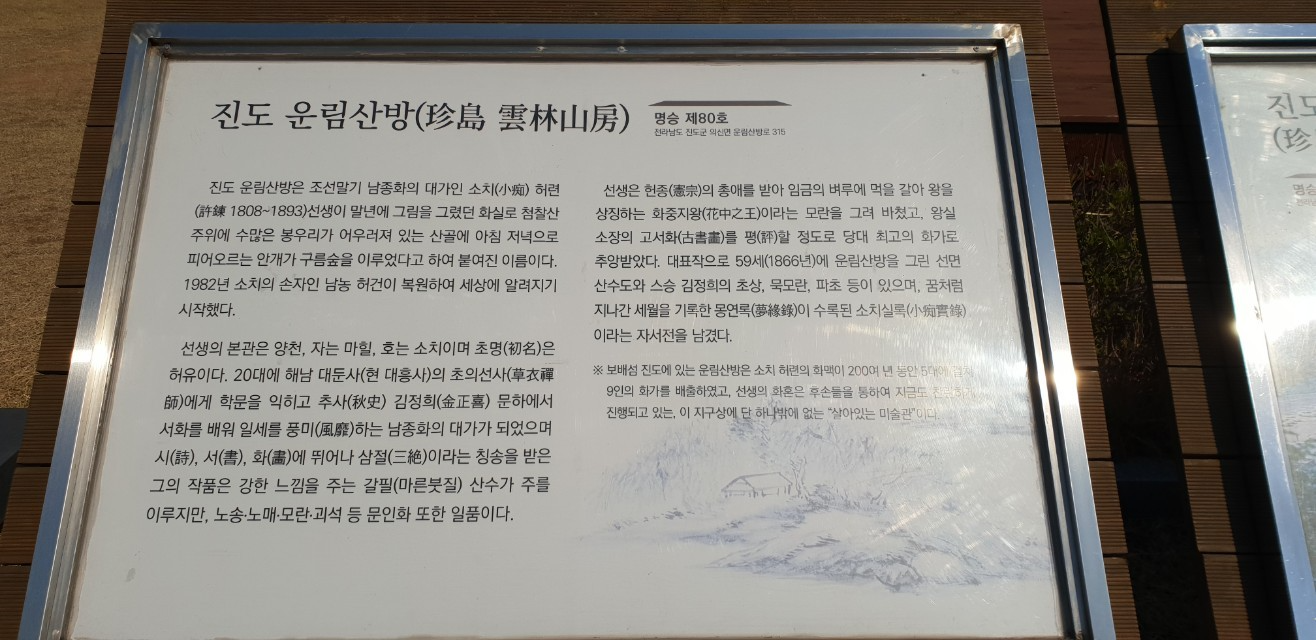 진도 운림산방(珍島 雲林山房)
명승 제80호
전라남도 진도군 의신면 운림산방로 315
진도 운림산방은 조선말기 남종화의 대가인 소치(小痴) 허련
(許鍊 1808~1893)선생이 말년에 그림을 그렸던 화실로 첨찰산
주위에 수많은 봉우리가 어우러져 있는 산골에 아침 저녁으로
피어오르는 안개가 구름숲을 이루었다고 하여 붙여진 이름이다.
1982년 소치의 손자인 남농 허건이 복원하여 세상에 알려지기
시작했다.
선생의 본관은 양천, 자는 마힐, 호는 소치이며 초명(初名)은
허유이다. 20대에 해남 대둔사(현 대흥사)의 초의선사(草衣禪
師)에게 학문을 익히고 추사(秋史) 김정희(金正喜) 문하에서
서화를 배워 일세를 풍미(風靡)하는 남종화의 대가가 되었으며
시(詩), 서(書), 화(畵)에 뛰어나 삼절(三絶)이라는 칭송을 받은
그의 작품은 강한 느낌을 주는 갈필(마른붓질) 산수가 주를
이루지만, 노송·노매·모란·괴석 등 문인화 또한 일품이다.
선생은 헌종(憲宗)의 총애를 받아 임금의 벼루에 먹을 갈아 왕을
상징하는 화중지왕(花中之王)이라는 모란을 그려 바쳤고, 왕실
소장의 고서화(古書畫)를 평(評)할 정도로 당대 최고의 화가로
추앙받았다. 대표작으로 59세(1866년)에 운림산방을 그린 선면
산수도와 스승 김정희의 초상, 묵모란, 파초 등이 있으며, 꿈처럼
지나간 세월을 기록한 몽연록(夢緣錄)이 수록된 소치실록(小痴實錄)
이라는 자서전을 남겼다.
※ 보배섬 진도에 있는 운림산방은 소치 허련의 화맥이 200여 년 동안 5대에 걸쳐
9인의 화가를 배출하였고, 선생의 화혼은 후손들을 통하여 지금도 진행
진행되고 있는, 이 지구상에 단 하나밖에 없는 "살아있는 미술관"이다.
진도
(珍
명승